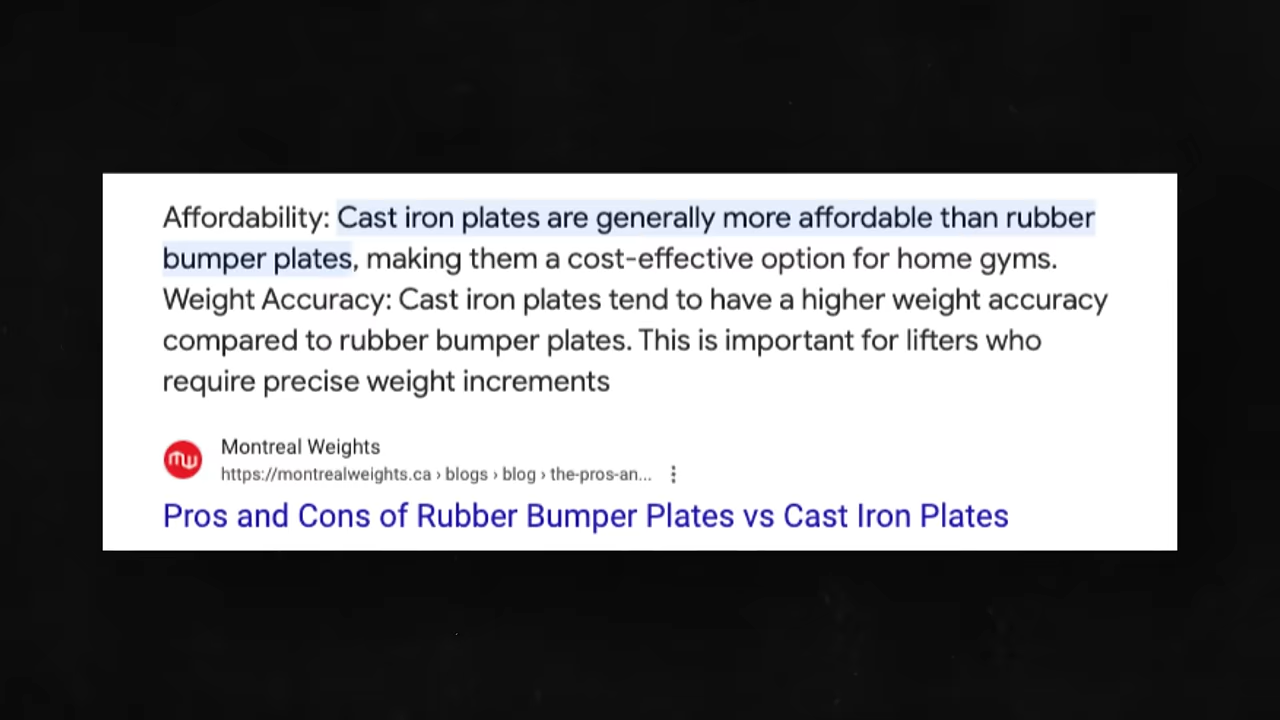 Affordability: Cast iron plates are generally more affordable than rubber
bumper plates, making them a cost-effective option for home gyms.
Weight Accuracy: Cast iron plates tend to have a higher weight accuracy
compared to rubber bumper plates. This is important for lifters who
require precise weight increments
mw
Montreal Weights
https://montrealweights.ca › blogs › blog › the-pros-an...
Pros and Cons of Rubber Bumper Plates vs Cast Iron Plates